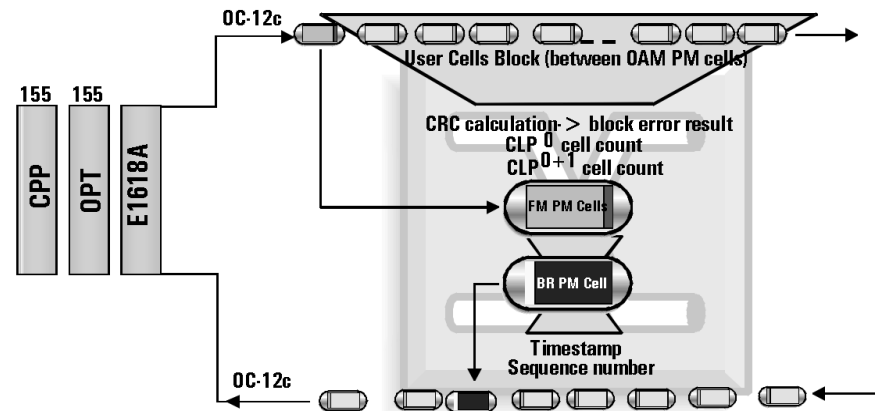 OC-12c
User Cells Block (between OAM PM cells)
155 155
CPP OPT E1618A
CRC calculation- > block error result
CLP 0 cell count
CLP 0+1 cell count
FM PM Cells
BR PM Cell
Timestamp
Sequence number
OC-12c